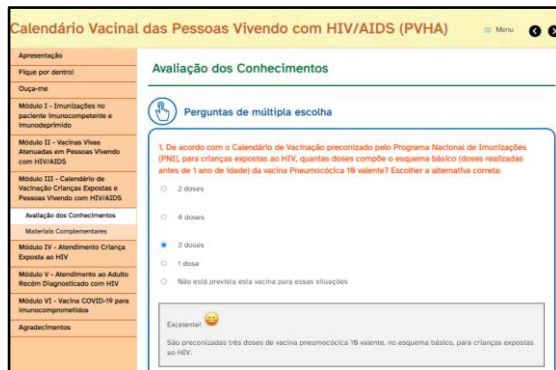 Calendário Vacinal das Pessoas Vivendo com HIV/AIDS (PVHA)
Menu
Apresentação
Fique por dentro!
Ouça-me
Módulo I - Imunizações no
paciente imunocompetente e
imunodeprimido
Módulo II - Vacinas Vivas
Atenuadas em Pessoas Vivendo
com HIV/AIDS
Módulo III - Calendário de
Vacinação Crianças Expostas e
Pessoas Vivendo com HIV/AIDS
Avaliação dos Conhecimentos
Materiais Complementares
Módulo IV - Atendimento Criança
Exposta ao HIV
Módulo V - Atendimento ao Adulto
Recém Diagnosticado com HIV
Módulo VI - Vacina COVID-19 para
Imunocomprometidos
Agradecimentos
Avaliação dos Conhecimentos
Perguntas de múltipla escolha
1. De acordo com o Calendário de Vacinação preconizado pelo Programa Nacional de Imunizações
(PNI), para crianças expostas ao HIV, quantas doses compõe o esquema básico (doses realizadas
antes de 1 ano de idade) da vacina Pneumocócica 10 valente? Escolher a alternativa correta:
2 doses
4 doses
3 doses
1 dose
Não está prevista esta vacina para essas situações
Excelente!
São preconizadas três doses de vacina pneumocócica 10 valente, no esquema básico, para crianças expostas
ao HIV.